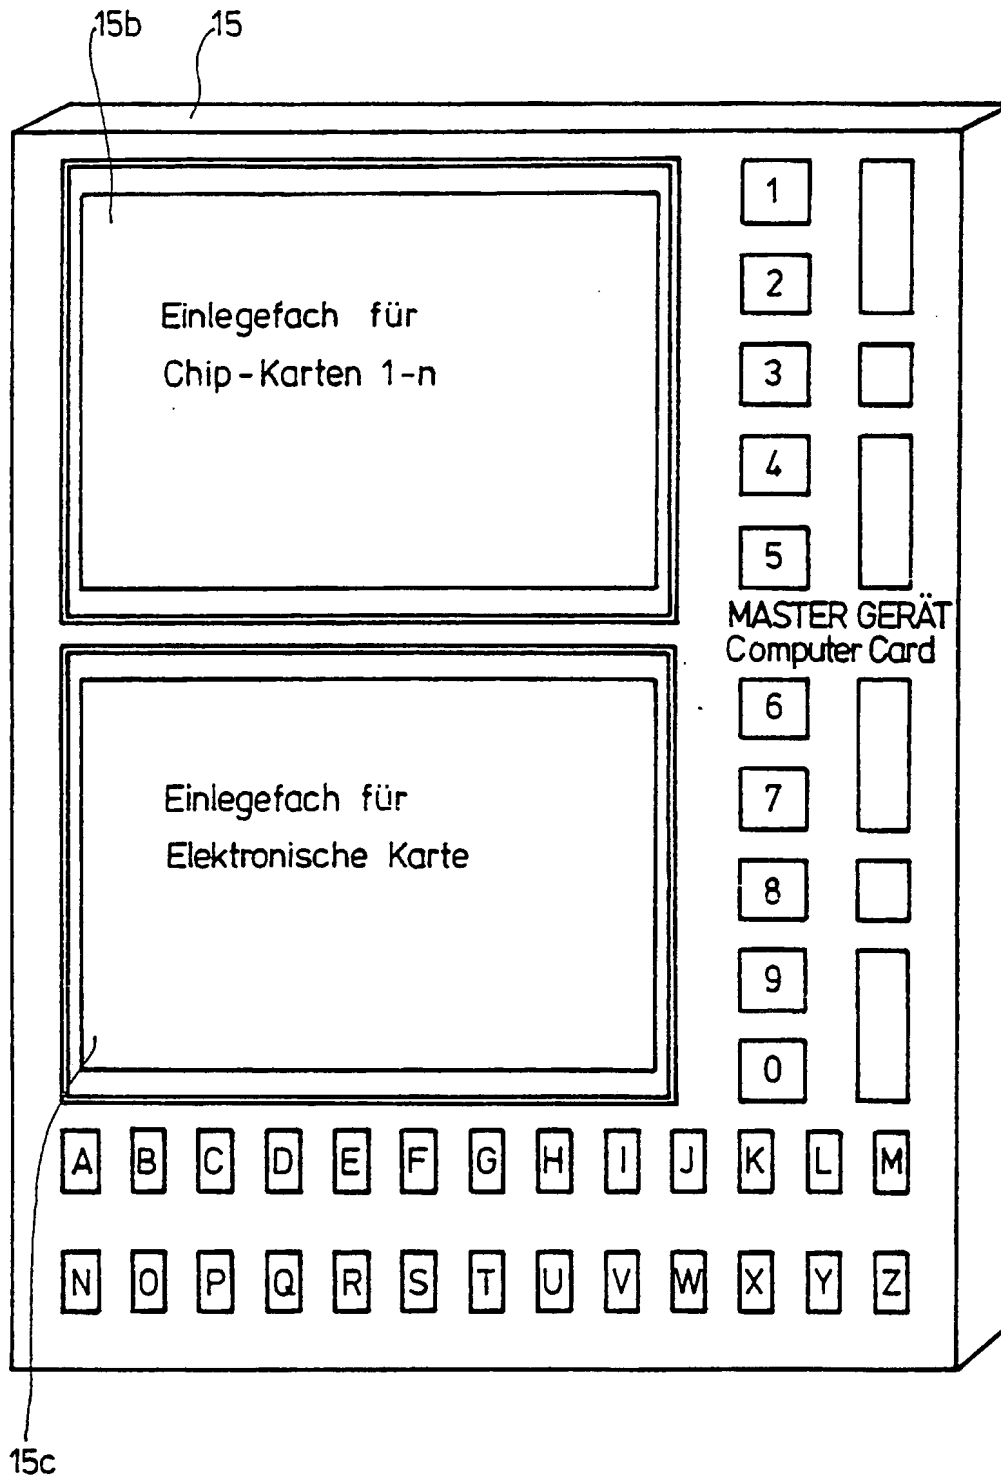 15b 15
Einlegefach für
Chip-Karten 1-n
1
2
3
4
5
MASTER GERÄT
Computer Card
Einlegefach für
Elektronische Karte
6
7
8
9
0
A B C D E F G H I J K L M
N O P Q R S T U V W X Y Z
15c